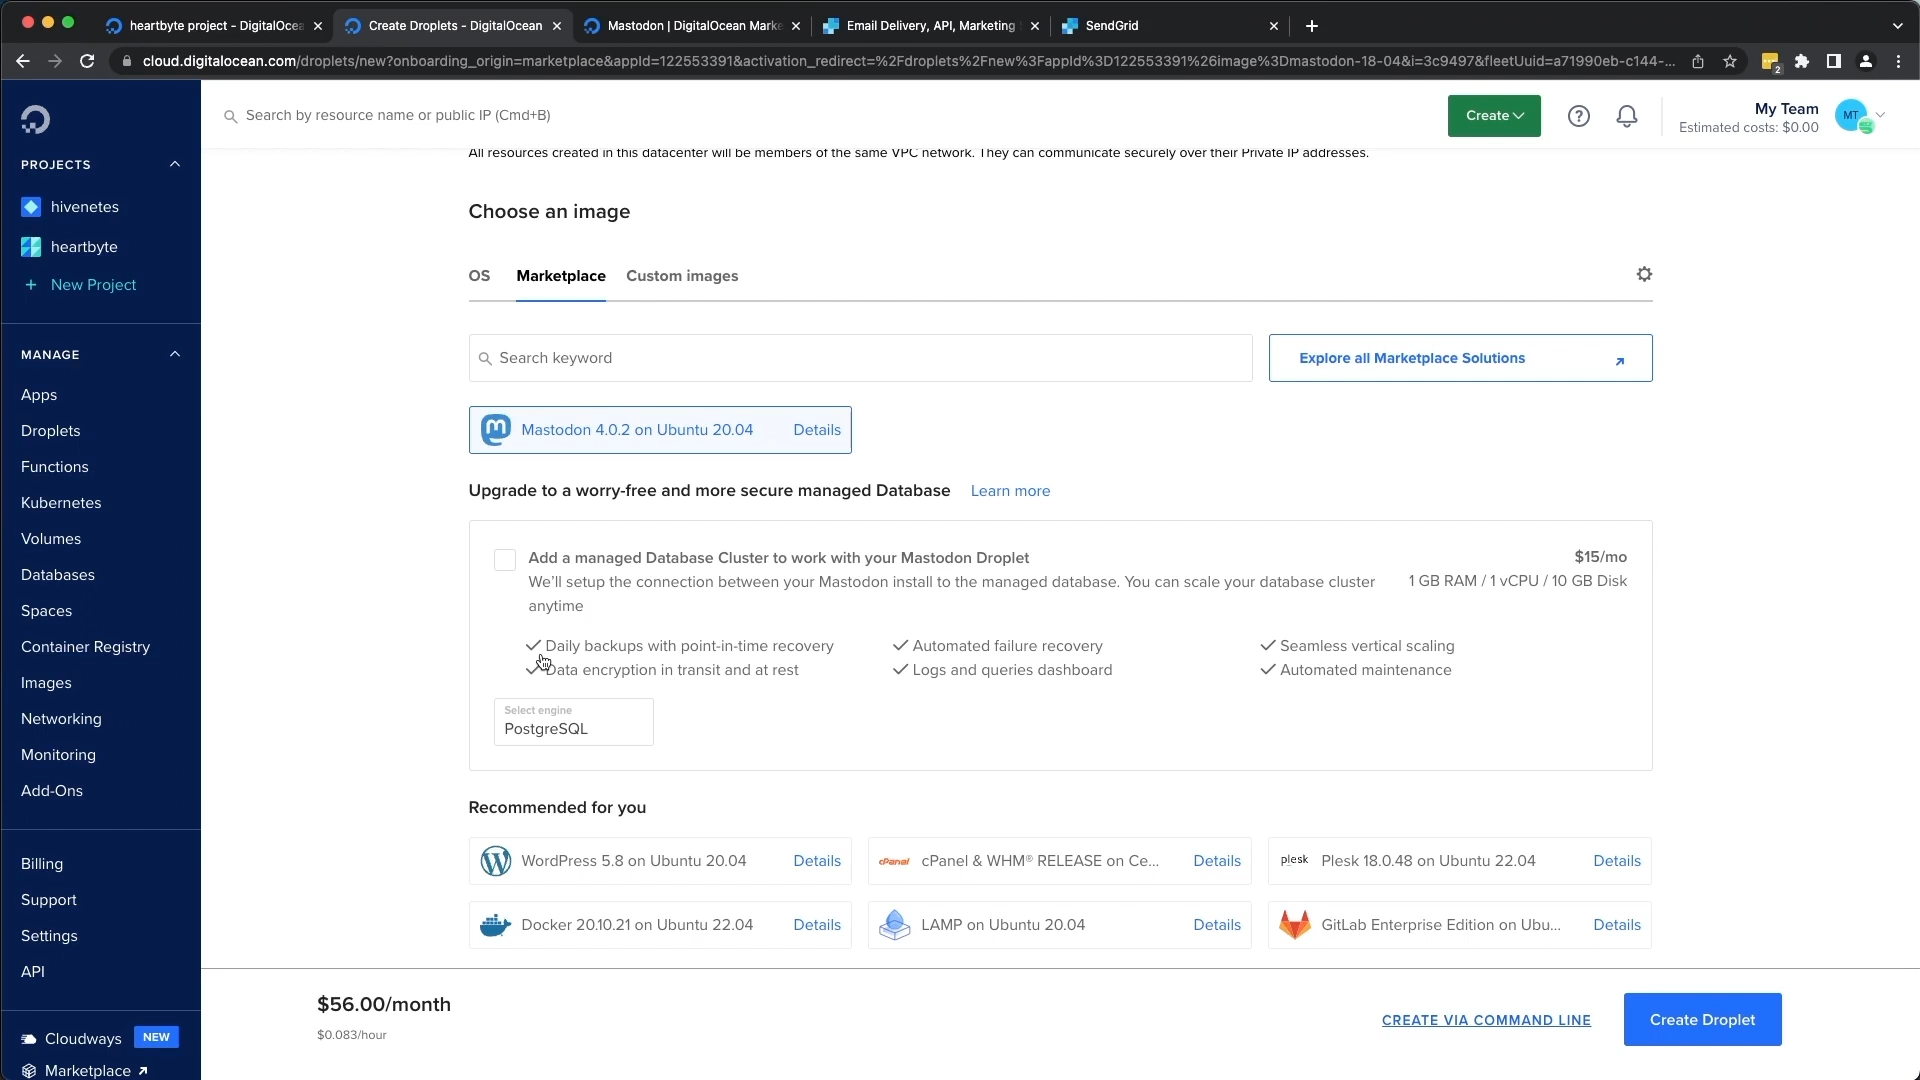 heartbyte project - DigitalOcea
Create Droplets - DigitalOcean
Mastodon | DigitalOcean Marke
Email Delivery, API, Marketing
SendGrid
cloud.digitalocean.com/droplets/new?onboarding_origin=marketplace&appId=122553391&activation_redirect=%2Fdroplets%2Fnew%3FappId%3D122553391%26image%3Dmastodon-18-04&i=3c9497&fleetUuid=a71990eb-c144-...
2
Search by resource name or public IP (Cmd+B)
Create
?
My Team
Estimated costs: $0.00
MT
PROJECTS
hivenetes
heartbyte
+ New Project
MANAGE
Apps
Droplets
Functions
Kubernetes
Volumes
Databases
Spaces
Container Registry
Images
Networking
Monitoring
Add-Ons
Billing
Support
Settings
API
Cloudways NEW
Marketplace
All resources created in this datacenter will be members of the same VPC network. They can communicate securely over their Private IP addresses.
Choose an image
OS
Marketplace
Custom images
Search keyword
Explore all Marketplace Solutions
Mastodon 4.0.2 on Ubuntu 20.04 Details
Upgrade to a worry-free and more secure managed Database Learn more
Add a managed Database Cluster to work with your Mastodon Droplet
$15/mo
We'll setup the connection between your Mastodon install to the managed database. You can scale your database cluster
anytime
1 GB RAM / 1 vCPU / 10 GB Disk
Daily backups with point-in-time recovery
Automated failure recovery
Seamless vertical scaling
Data encryption in transit and at rest
Logs and queries dashboard
Automated maintenance
Select engine
PostgreSQL
Recommended for you
WordPress 5.8 on Ubuntu 20.04 Details
cPanel cPanel & WHM® RELEASE on Ce... Details
plesk Plesk 18.0.48 on Ubuntu 22.04 Details
Docker 20.10.21 on Ubuntu 22.04 Details
LAMP on Ubuntu 20.04 Details
GitLab Enterprise Edition on Ubu... Details
$56.00/month
$0.083/hour
CREATE VIA COMMAND LINE
Create Droplet